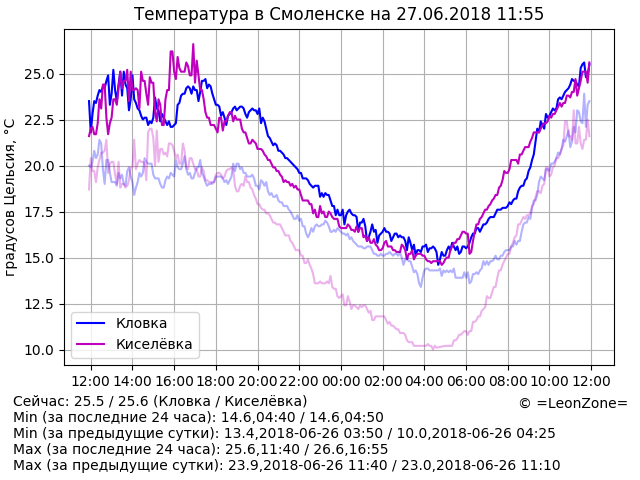 Температура в Смоленске на 27.06.2018 11:55
градусов Цельсия, °C
25.0
22.5
20.0
17.5
15.0
12.5
10.0
Кловка
Киселёвка
12:00 14:00 16:00 18:00 20:00 22:00 00:00 02:00 04:00 06:00 08:00 10:00 12:00
Сейчас: 25.5 / 25.6 (Кловка / Киселёвка)
© =LeonZone=
Min (за последние 24 часа): 14.6,04:40 / 14.6,04:50
Min (за предыдущие сутки): 13.4,2018-06-26 03:50 / 10.0,2018-06-26 04:25
Max (за последние 24 часа): 25.6,11:40 / 26.6,16:55
Max (за предыдущие сутки): 23.9,2018-06-26 11:40 / 23.0,2018-06-26 11:10